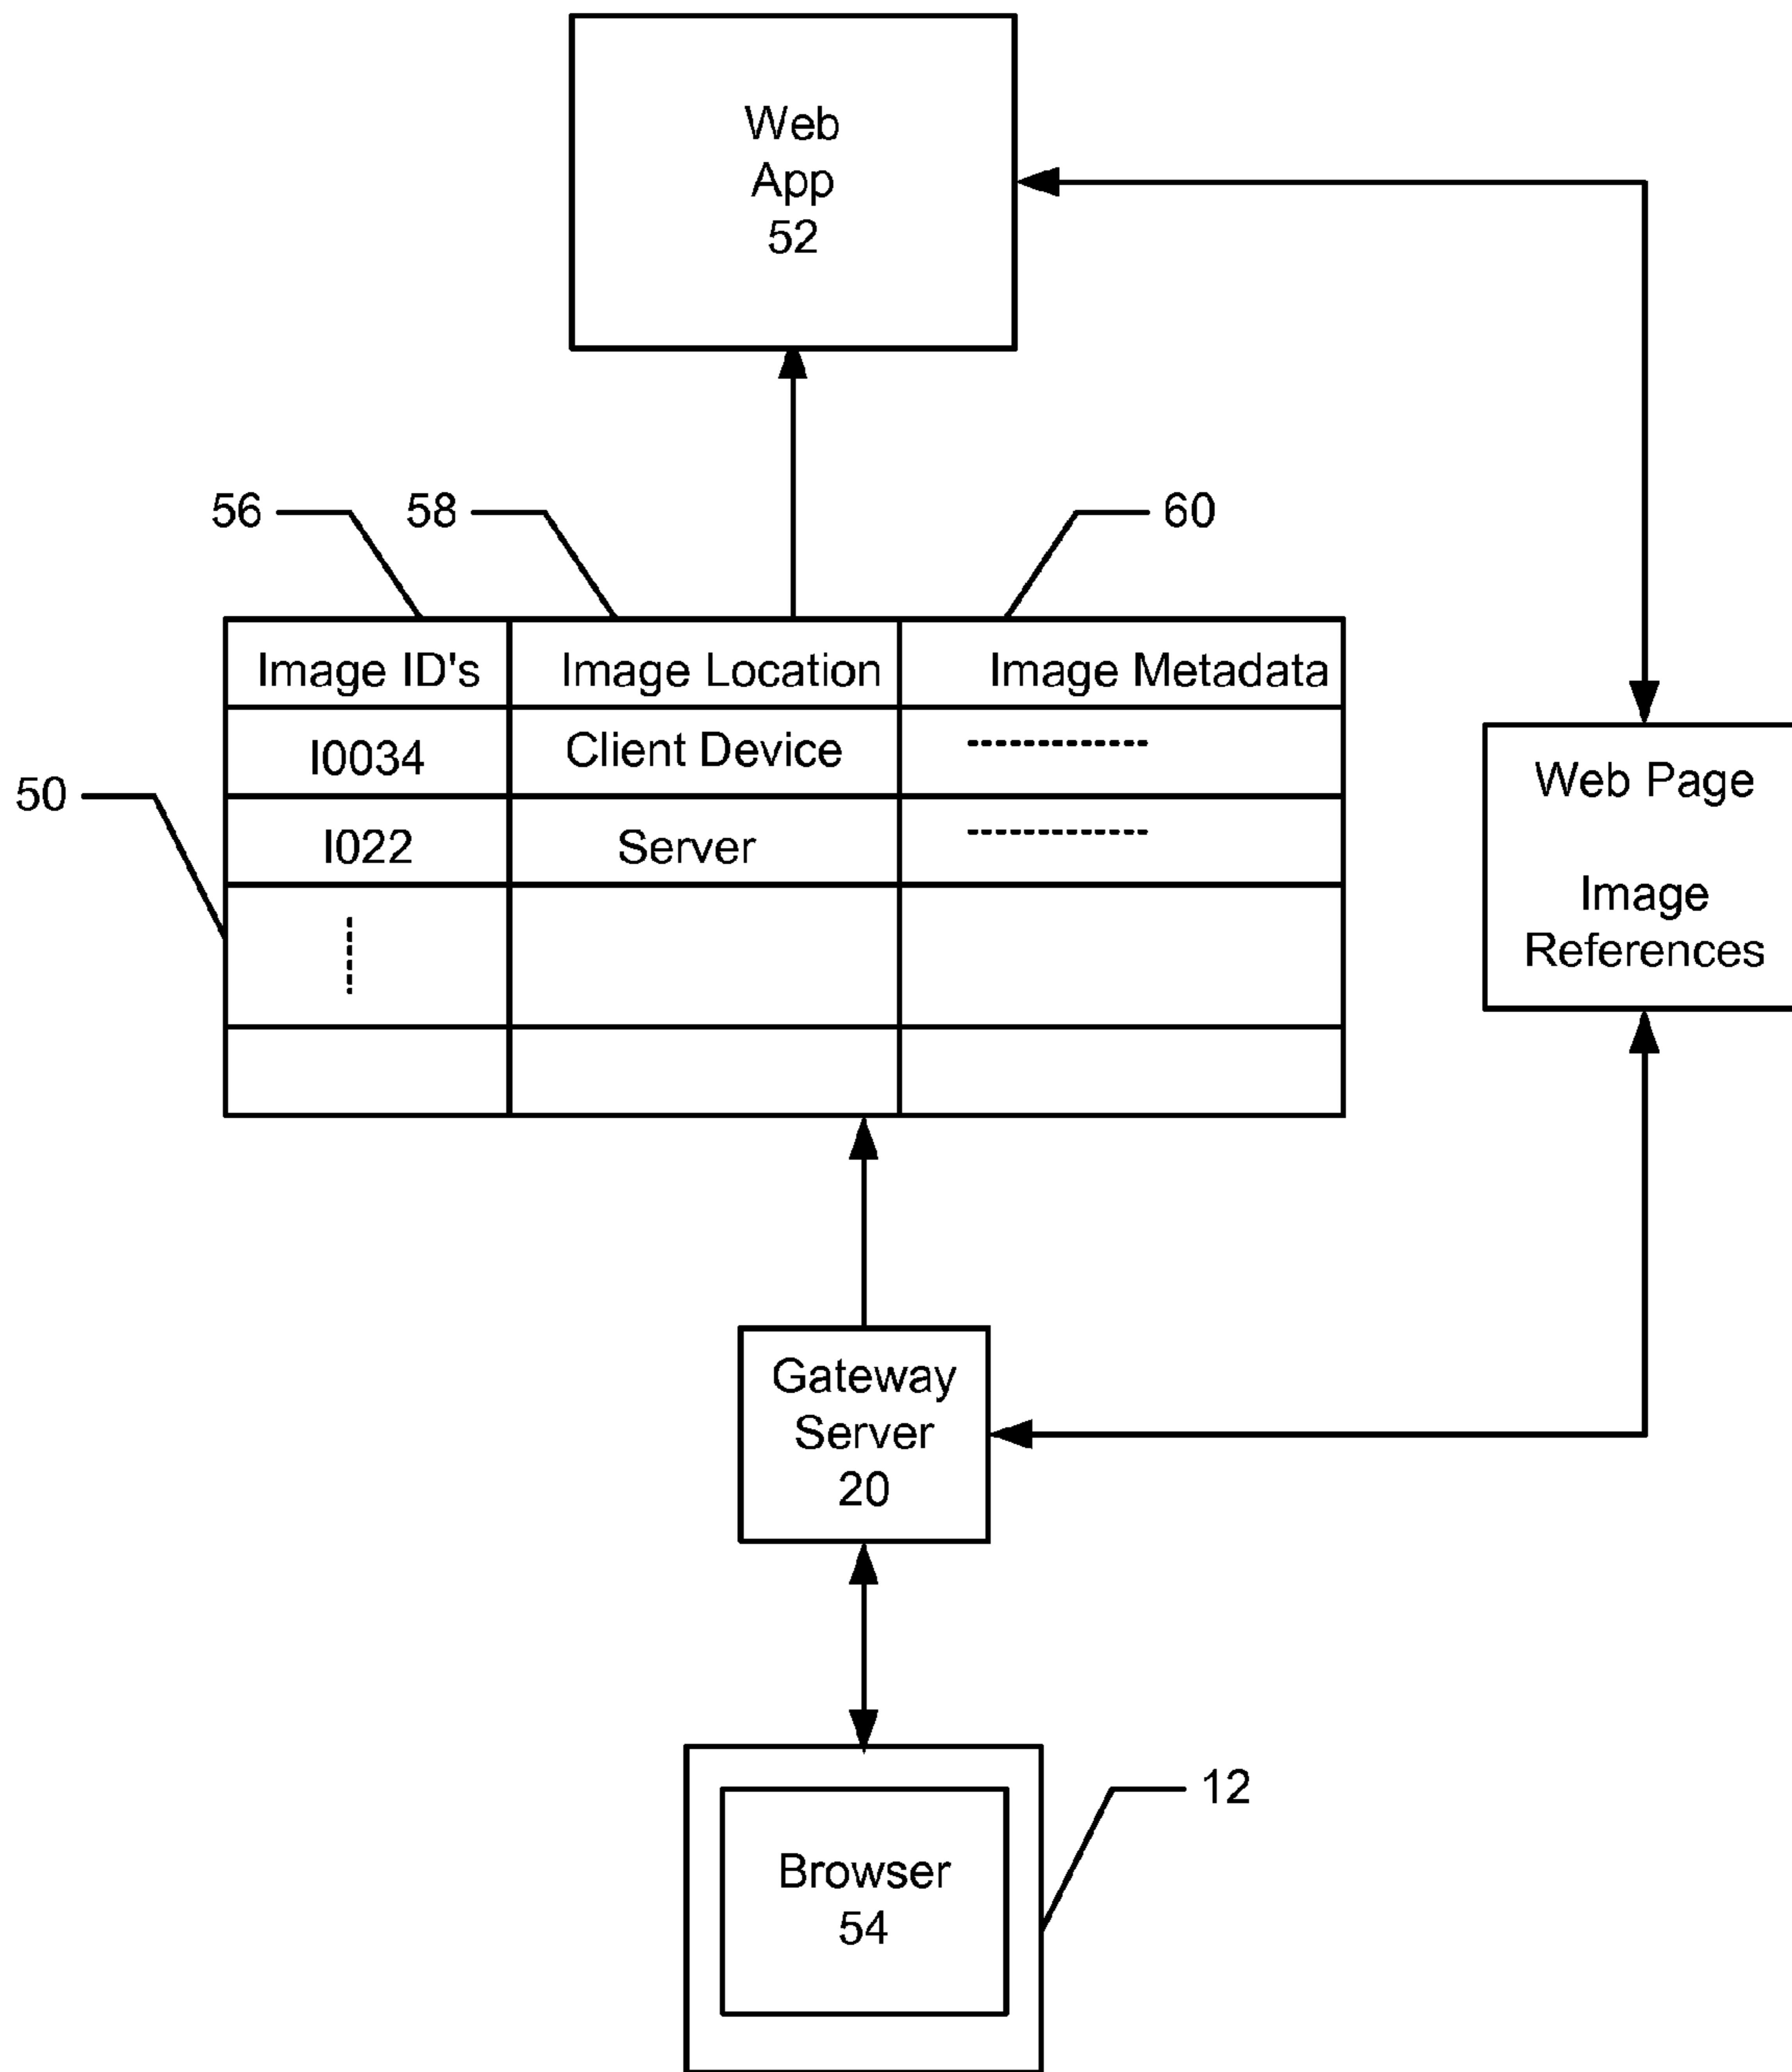 Web
App
52
56
58
60
Image ID's
Image Location
Image Metadata
I0034
Client Device
50
I022
Server
Web Page
Image
References
Gateway
Server
20
12
Browser
54